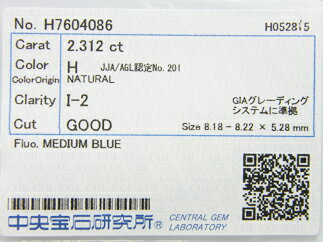 No. H7604086 H0528'5
Carat 2.312 ct
Color H JJA/AGL認定No.201
ColorOrigin NATURAL
Clarity I-2 GIAグレーディング
システムに準拠
Cut GOOD Size 8.18 - 8.22 × 5.28 mm
Fluo. MEDIUM BLUE
中央宝石研究所® CENTRAL GEM
LABORATORY